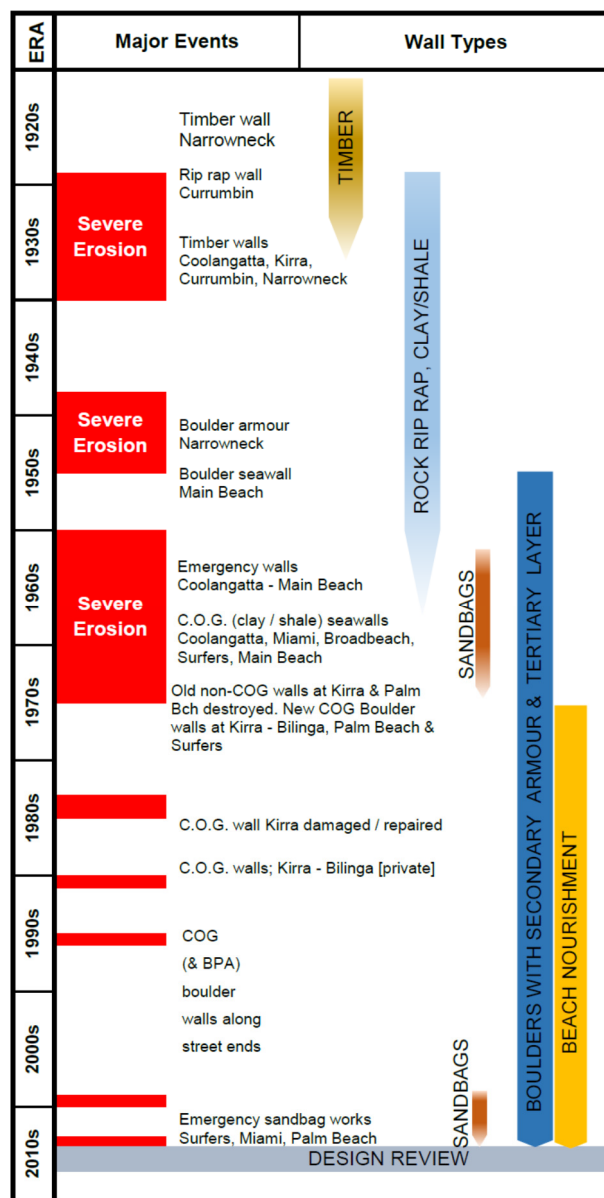 ERA
Major Events
Wall Types
1920s
Timber wall
Narrowneck
TIMBER
Rip rap wall
Currumbin
1930s
Severe
Erosion
Timber walls
Coolangatta, Kirra,
Currumbin, Narrowneck
ROCK RIP RAP, CLAY/SHALE
1940s
Severe
Erosion
Boulder armour
Narrowneck
1950s
Boulder seawall
Main Beach
BOULDERS WITH SECONDARY ARMOUR & TERTIARY LAYER
1960s
Severe
Erosion
Emergency walls
Coolangatta - Main Beach
SANDBAGS
C.O.G. (clay / shale) seawalls
Coolangatta, Miami, Broadbeach,
Surfers, Main Beach
1970s
Old non-COG walls at Kirra & Palm
Bch destroyed. New COG Boulder
walls at Kirra - Bilinga, Palm Beach &
Surfers
BEACH NOURISHMENT
1980s
C.O.G. wall Kirra damaged / repaired
C.O.G. walls; Kirra - Bilinga [private]
1990s
COG
(& BPA)
boulder
walls along
street ends
2000s
SANDBAGS
2010s
Emergency sandbag works
Surfers, Miami, Palm Beach
DESIGN REVIEW